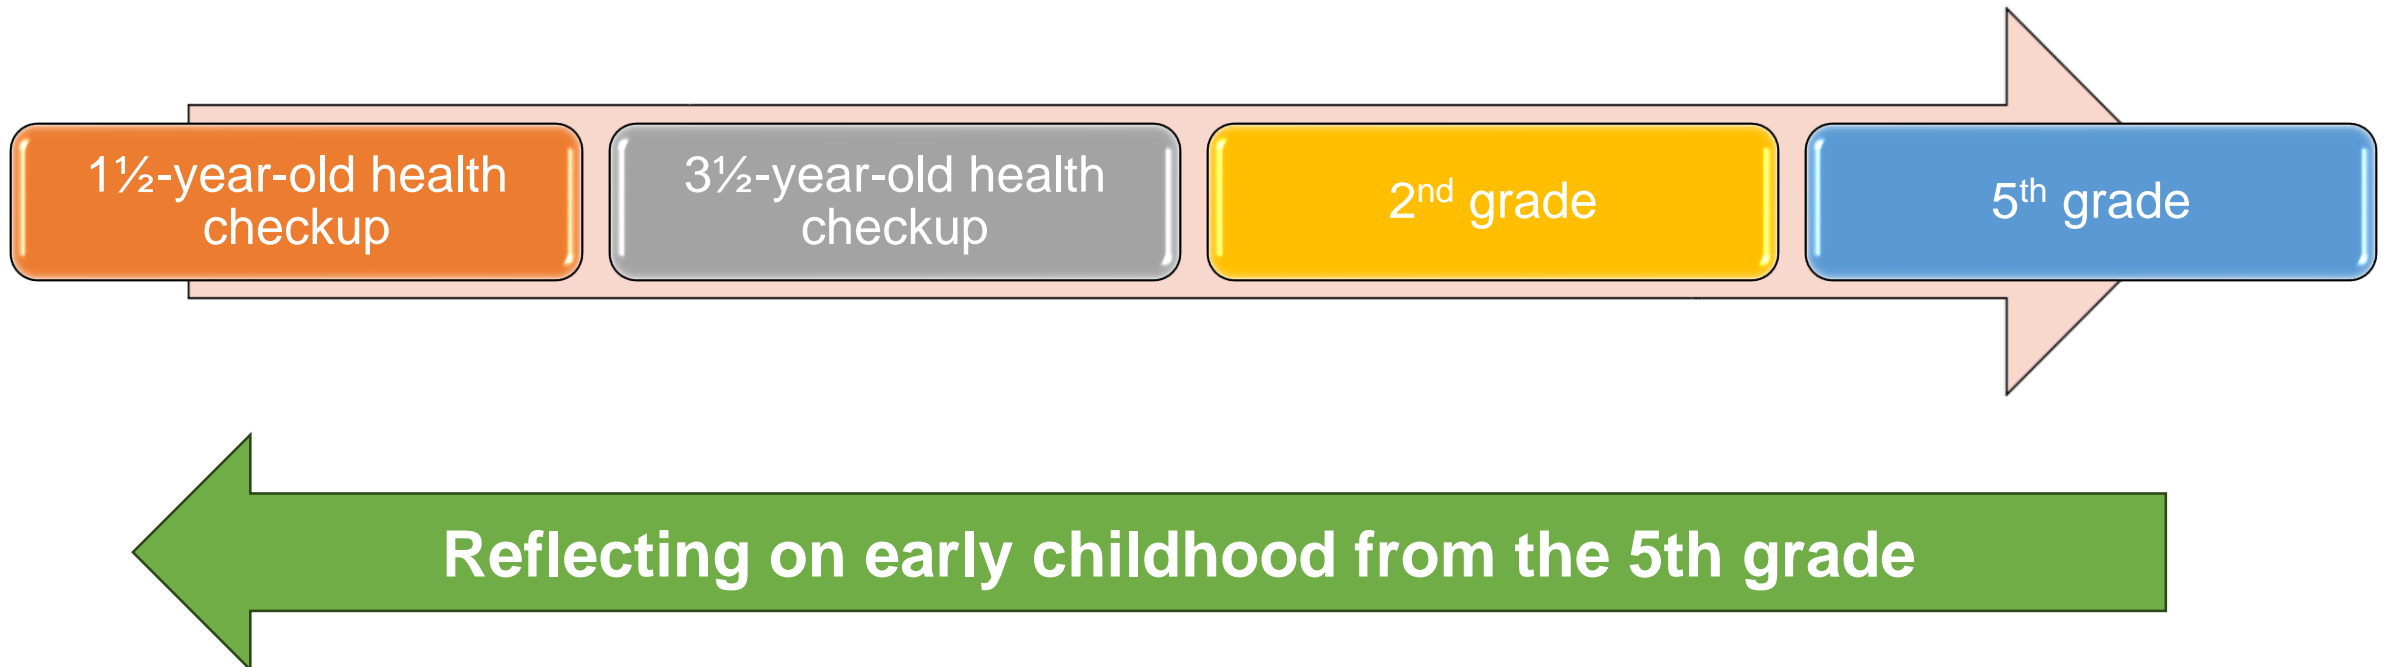 1½-year-old health
checkup
3½-year-old health
checkup
2nd grade
5th grade
Reflecting on early childhood from the 5th grade